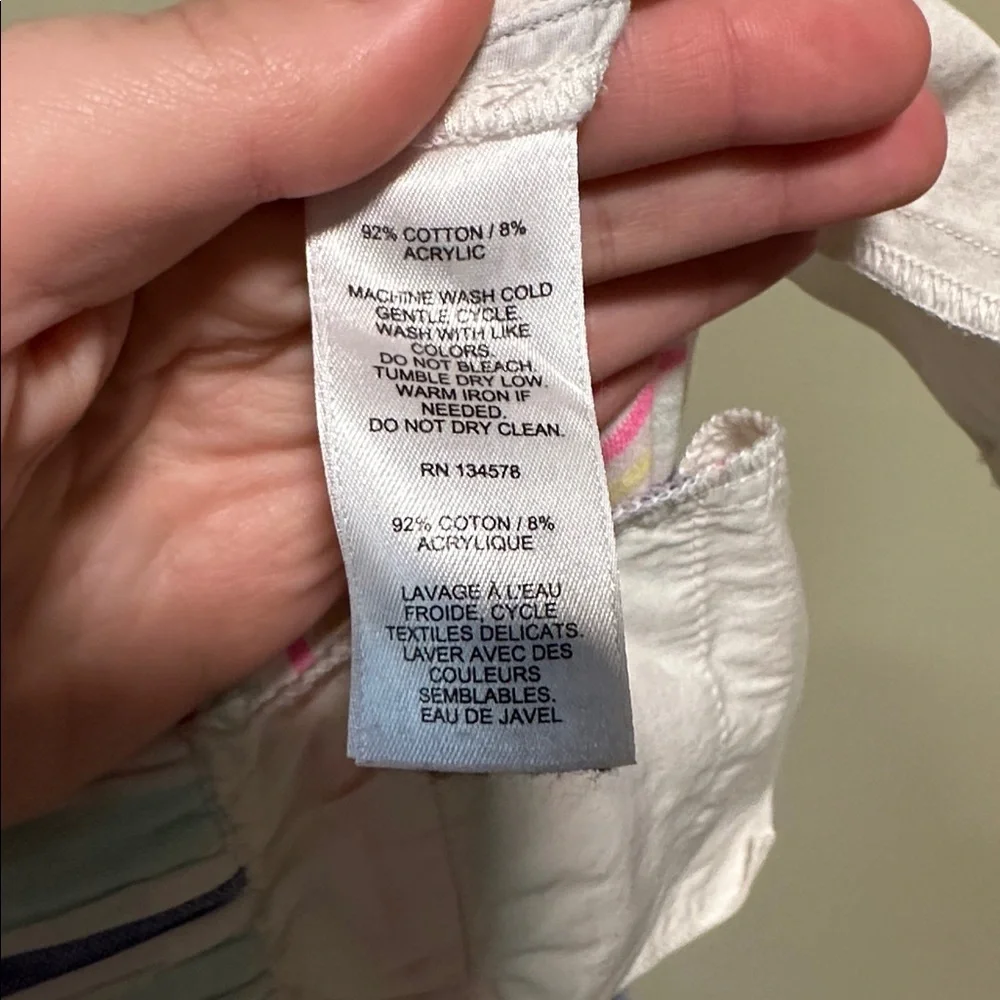 92% COTTON / 8%
ACRYLIC
MACHINE WASH COLD
GENTLE CYCLE.
WASH WITH LIKE
COLORS.
DO NOT BLEACH.
TUMBLE DRY LOW.
WARM IRON IF
NEEDED.
DO NOT DRY CLEAN.
RN 134578
92% COTON / 8%
ACRYLIQUE
LAVAGE À L'EAU
FROIDE, CYCLE
TEXTILES DELICATS.
LAVER AVEC DES
COULEURS
SEMBLABLES.
EAU DE JAVEL